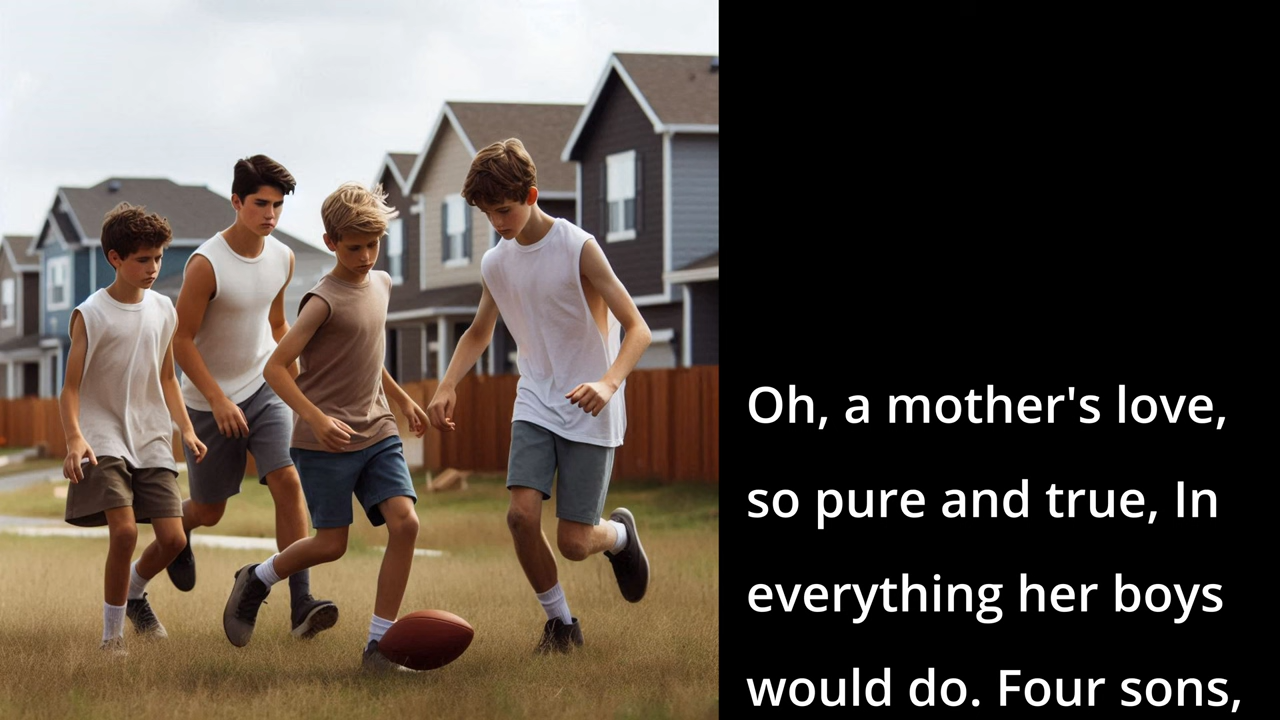 Oh, a mother's love,
so pure and true, In
everything her boys
would do. Four sons,